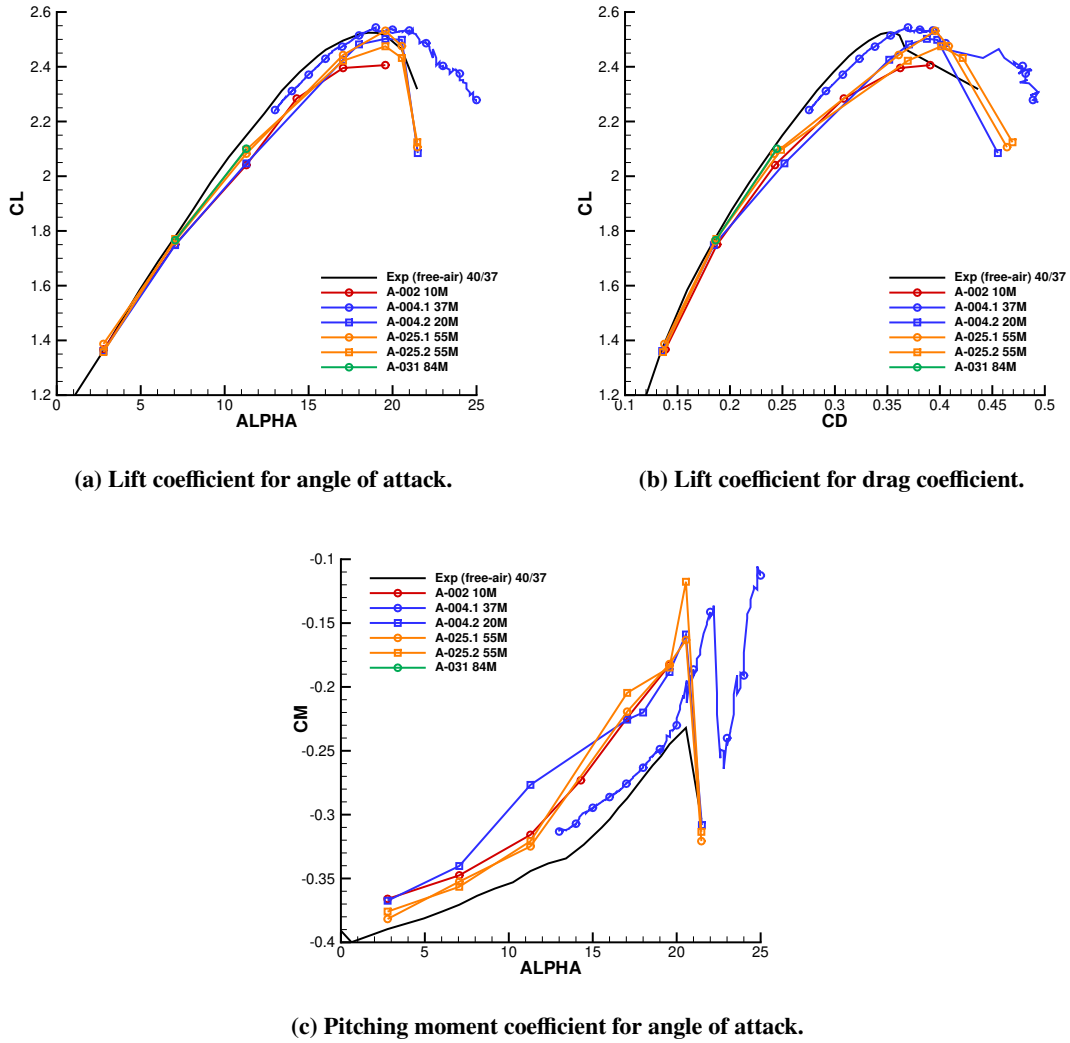 2.6
2.4
2.2
2
1.8
1.6
1.4
1.2
CL
0
5
10
15
20
25
ALPHA
Exp (free-air) 40/37
A-002 10M
A-004.1 37M
A-004.2 20M
A-025.1 55M
A-025.2 55M
A-031 84M
(a) Lift coefficient for angle of attack.
2.6
2.4
2.2
2
1.8
1.6
1.4
1.2
CL
0.1
0.15
0.2
0.25
0.3
0.35
0.4
0.45
0.5
CD
Exp (free-air) 40/37
A-002 10M
A-004.1 37M
A-004.2 20M
A-025.1 55M
A-025.2 55M
A-031 84M
(b) Lift coefficient for drag coefficient.
-0.1
-0.15
-0.2
-0.25
-0.3
-0.35
-0.4
CM
0
5
10
15
20
25
ALPHA
Exp (free-air) 40/37
A-002 10M
A-004.1 37M
A-004.2 20M
A-025.1 55M
A-025.2 55M
A-031 84M
(c) Pitching moment coefficient for angle of attack.